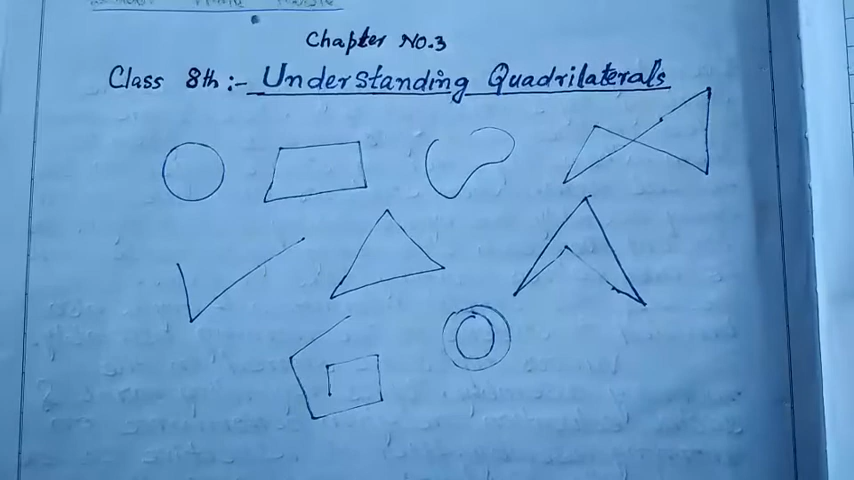 Chapter NO.3
Class 8th:- Understanding Quadrilaterals